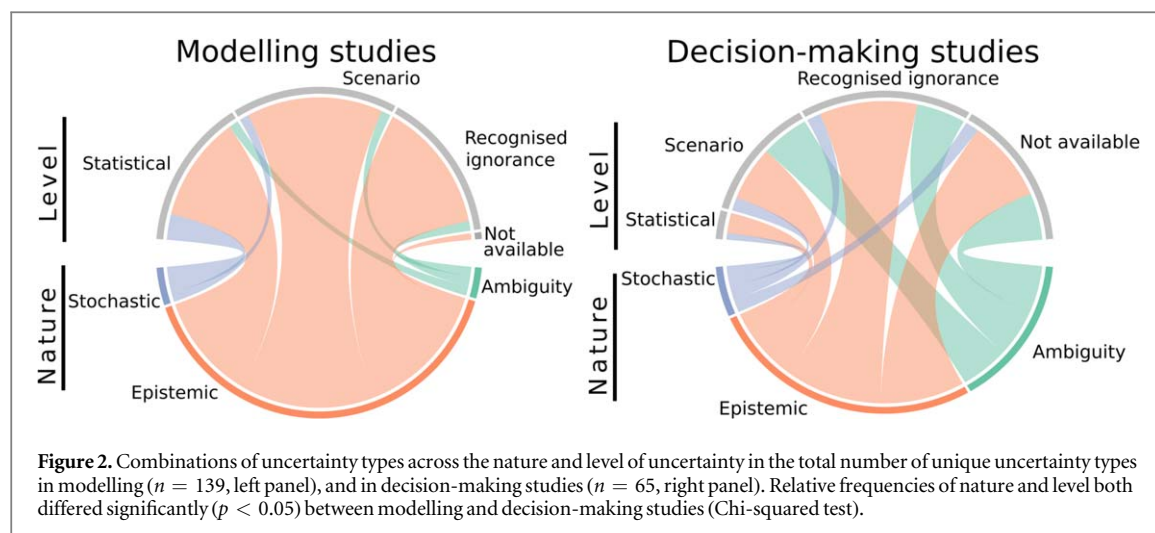 Modelling studies
Scenario
Level
Statistical
Recognised
ignorance
Not
available
Nature
Stochastic
Ambiguity
Epistemic
Decision-making studies
Recognised ignorance
Level
Scenario
Not available
Statistical
Nature
Stochastic
Ambiguity
Epistemic
Figure 2. Combinations of uncertainty types across the nature and level of uncertainty in the total number of unique uncertainty types
in modelling (n = 139, left panel), and in decision-making studies (n = 65, right panel). Relative frequencies of nature and level both
differed significantly (p < 0.05) between modelling and decision-making studies (Chi-squared test).